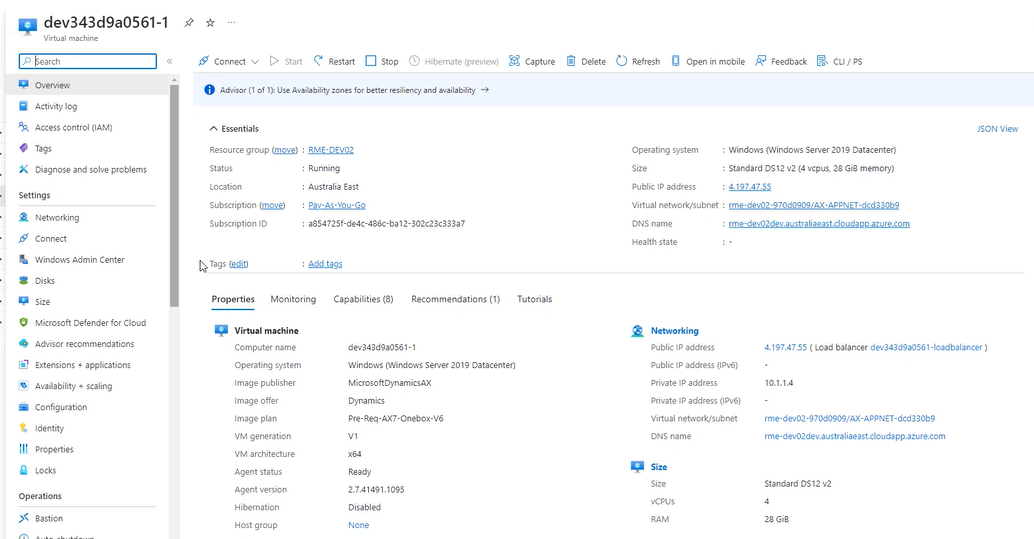 dev343d9a0561-1
Virtual machine
Search
Connect Start Restart Stop Hibernate (preview) Capture Delete Refresh Open in mobile Feedback CLI / PS
Advisor (1 of 1): Use Availability zones for better resiliency and availability →
Overview
Activity log
Access control (IAM)
Tags
Diagnose and solve problems
Settings
Networking
Connect
Windows Admin Center
Disks
Size
Microsoft Defender for Cloud
Advisor recommendations
Extensions + applications
Availability + scaling
Configuration
Identity
Properties
Locks
Operations
Bastion
Auto-shutdown
Essentials
JSON View
Resource group (move) : RME-DEV02
Status : Running
Location : Australia East
Subscription (move) : Pay-As-You-Go
Subscription ID : a854725f-de4c-486c-ba12-302c23c333a7
Operating system : Windows (Windows Server 2019 Datacenter)
Size : Standard DS12 v2 (4 vcpus, 28 GiB memory)
Public IP address : 4.197.47.55
Virtual network/subnet : rme-dev02-970d0909/AX-APPNET-dcd330b9
DNS name : rme-dev02dev.australiaeast.cloudapp.azure.com
Health state : -
Tags (edit) : Add tags
Properties Monitoring Capabilities (8) Recommendations (1) Tutorials
Virtual machine
Computer name dev343d9a0561-1
Operating system Windows (Windows Server 2019 Datacenter)
Image publisher MicrosoftDynamicsAX
Image offer Dynamics
Image plan Pre-Req-AX7-Onebox-V6
VM generation V1
VM architecture x64
Agent status Ready
Agent version 2.7.41491.1095
Hibernation Disabled
Host group None
Networking
Public IP address 4.197.47.55 ( Load balancer dev343d9a0561-loadbalancer )
Public IP address (IPv6) -
Private IP address 10.1.1.4
Private IP address (IPv6) -
Virtual network/subnet rme-dev02-970d0909/AX-APPNET-dcd330b9
DNS name rme-dev02dev.australiaeast.cloudapp.azure.com
Size
Size Standard DS12 v2
vCPUs 4
RAM 28 GiB